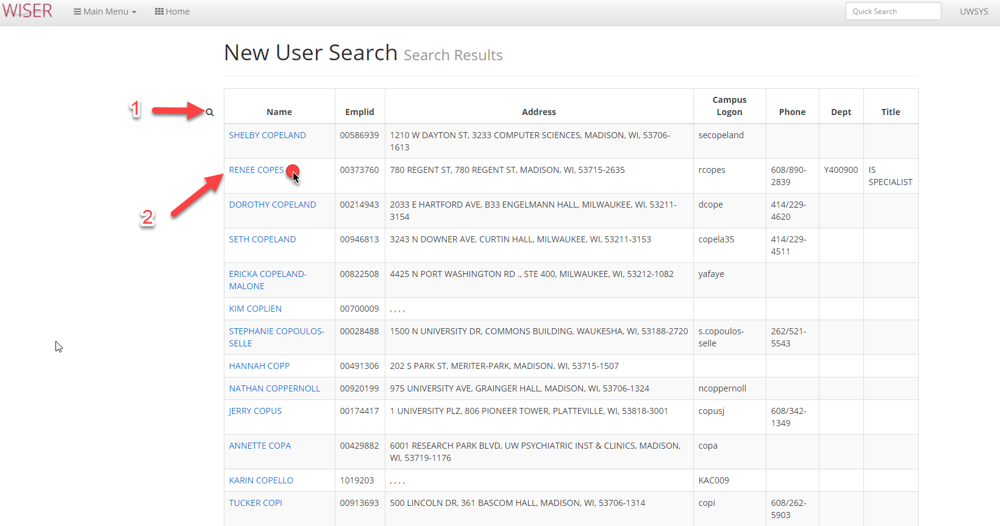 WISER Main Menu Home Quick Search UWSYS
New User Search Search Results
1
Name Emplid Address Campus Logon Phone Dept Title
SHELBY COPELAND 00586939 1210 W DAYTON ST, 3233 COMPUTER SCIENCES, MADISON, WI, 53706-
1613 secopeland
RENEE COPES 00373760 780 REGENT ST, 780 REGENT ST, MADISON, WI, 53715-2635 rcopes 608/890- Y400900 IS
2839 SPECIALIST
2
DOROTHY COPELAND 00214943 2033 E HARTFORD AVE, B33 ENGELMANN HALL, MILWAUKEE, WI, 53211- dcope 414/229-
3154 4620
SETH COPELAND 00946813 3243 N DOWNER AVE, CURTIN HALL, MILWAUKEE, WI, 53211-3153 copela35 414/229-
4511
ERICKA COPELAND- 00822508 4425 N PORT WASHINGTON RD ., STE 400, MILWAUKEE, WI, 53212-1082 yafaye
MALONE
KIM COPLIEN 00700009 , , , ,
STEPHANIE COPOULOS- 00028488 1500 N UNIVERSITY DR, COMMONS BUILDING, WAUKESHA, WI, 53188-2720 s.copoulos- 262/521-
SELLE selle 5543
HANNAH COPP 00491306 202 S PARK ST, MERITER-PARK, MADISON, WI, 53715-1507
NATHAN COPPERNOLL 00920199 975 UNIVERSITY AVE, GRAINGER HALL, MADISON, WI, 53706-1324 ncoppernoll
JERRY COPUS 00174417 1 UNIVERSITY PLZ, 806 PIONEER TOWER, PLATTEVILLE, WI, 53818-3001 copusj 608/342-
1349
ANNETTE COPA 00429882 6001 RESEARCH PARK BLVD, UW PSYCHIATRIC INST & CLINICS, MADISON, copa
WI, 53719-1176
KARIN COPELLO 1019203 , , , , KAC009
TUCKER COPI 00913693 500 LINCOLN DR, 361 BASCOM HALL, MADISON, WI, 53706-1314 copi 608/262-
5903